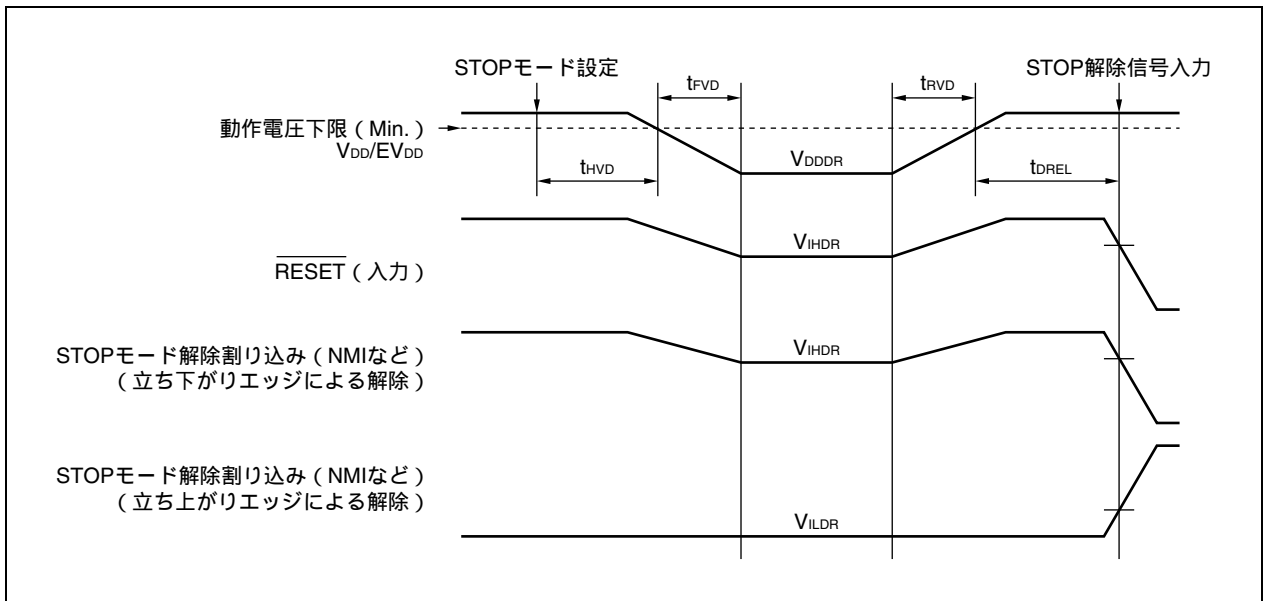 STOPモード設定
STOP解除信号入力
tFVD
tRVD
動作電圧下限（Min.）
VDD/EVDD
VDDDR
tHVD
tDREL
RESET（入力）
VIHDR
STOPモード解除割り込み（NMIなど）
（立ち下がりエッジによる解除）
VIHDR
STOPモード解除割り込み（NMIなど）
（立ち上がりエッジによる解除）
VILDR